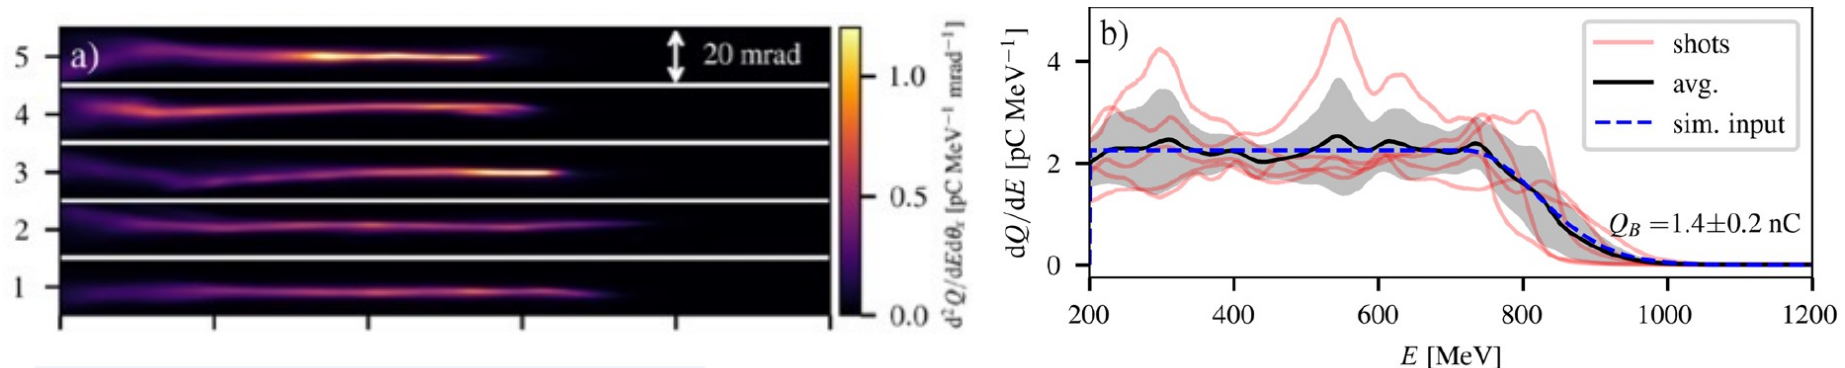 a)
5
4
3
2
1
20 mrad
1.0
0.5
0.0
d²Q/dEdθₓ [pC MeV⁻¹ mrad⁻¹]
b)
dQ/dE [pC MeV⁻¹]
4
2
0
shots
avg.
sim. input
Q_B =1.4±0.2 nC
200 400 600 800 1000 1200
E [MeV]